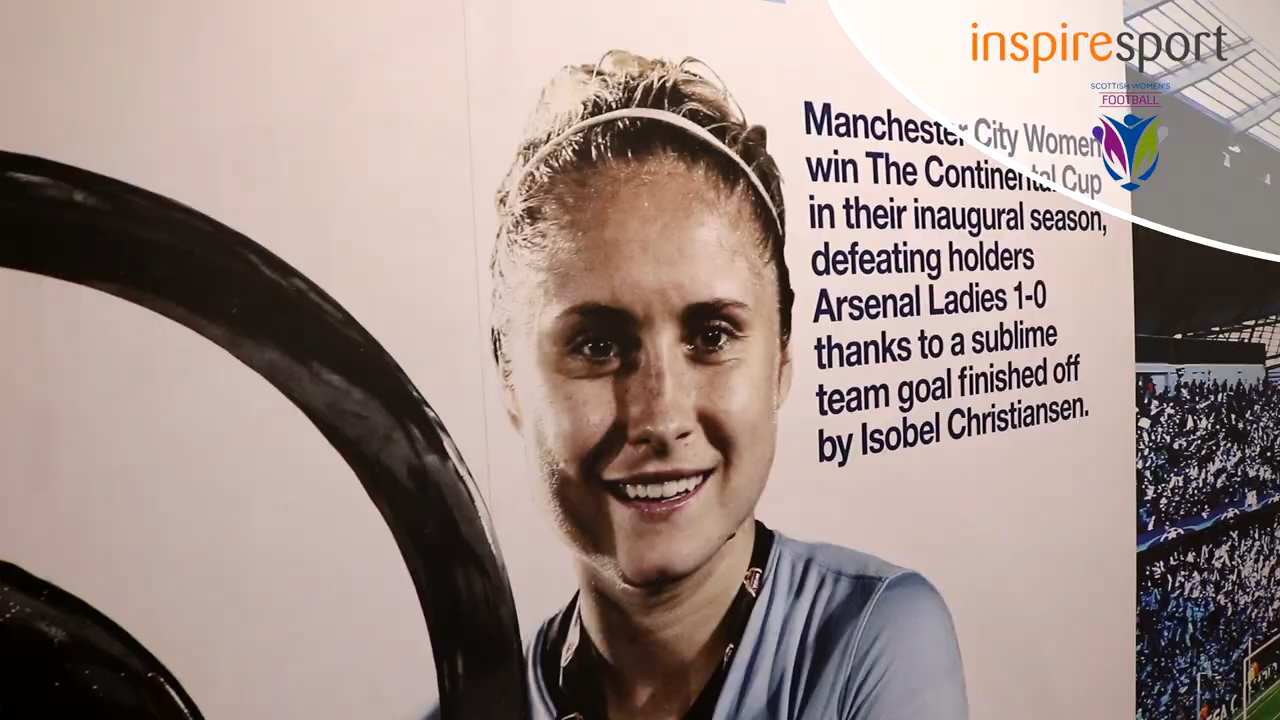 inspiresport
SCOTTISH WOMEN'S
FOOTBALL
Manchester City Women
win The Continental Cup
in their inaugural season,
defeating holders
Arsenal Ladies 1-0
thanks to a sublime
team goal finished off
by Isobel Christiansen.